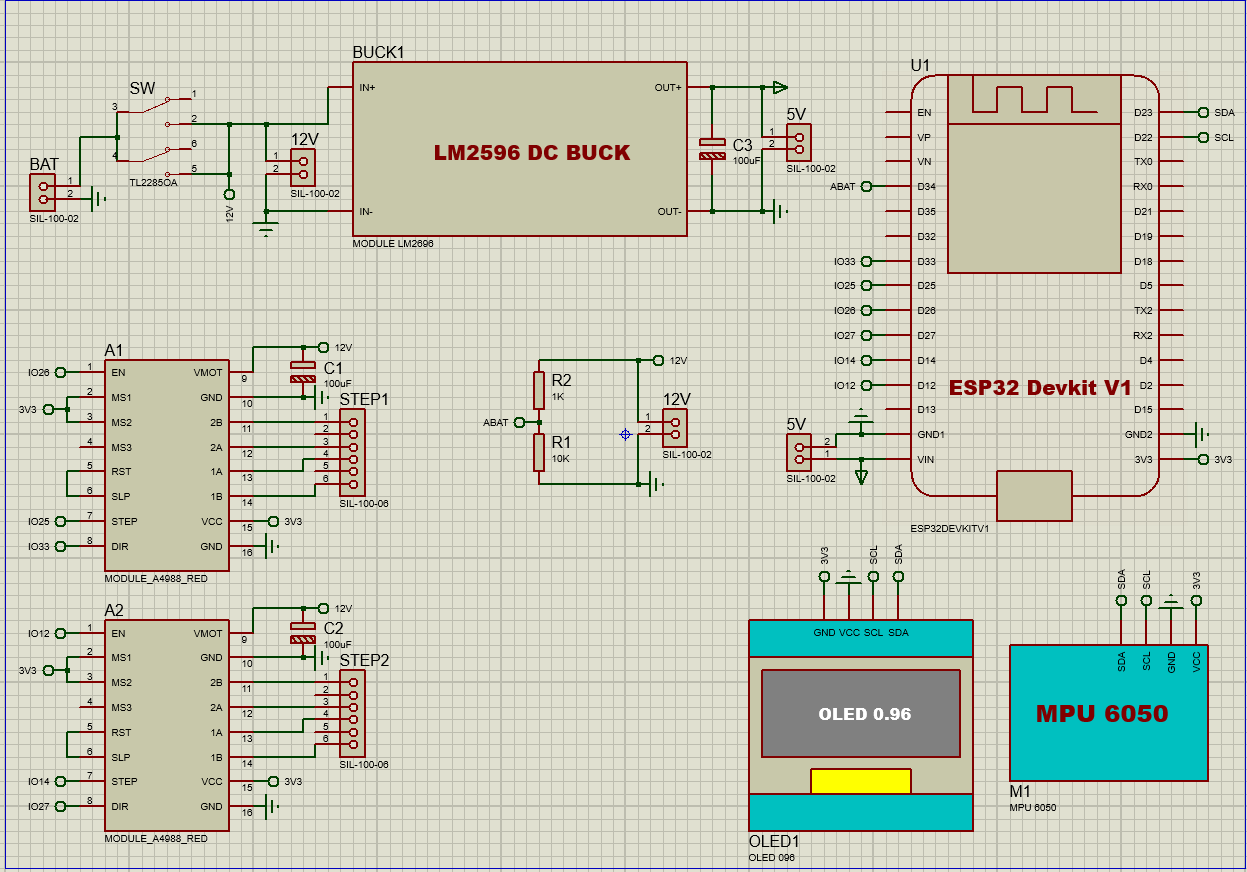 BUCK1
SW
3
1
2
4
6
5
TL2285OA
BAT
1
2
SIL-100-02
12V
12V
1
2
SIL-100-02
IN+
IN-
LM2596 DC BUCK
OUT+
OUT-
MODULE LM2696
C3
100uF
5V
1
2
SIL-100-02
U1
EN
VP
VN
ABAT
D34
D35
D32
IO33
D33
IO25
D25
IO26
D26
IO27
D27
IO14
D14
IO12
D12
D13
GND1
VIN
D23
SDA
D22
SCL
TX0
RX0
D21
D19
D18
D5
TX2
RX2
D4
D2
D15
GND2
3V3
3V3
ESP32 Devkit V1
ESP32DEVKITV1
5V
2
1
SIL-100-02
A1
IO26
1
EN
3V3
2
MS1
3
MS2
4
MS3
5
RST
6
SLP
IO25
7
STEP
IO33
8
DIR
VMOT
9
GND
10
2B
11
2A
12
1A
13
1B
14
VCC
15
3V3
GND
16
MODULE_A4988_RED
12V
C1
100uF
STEP1
1
2
3
4
5
6
SIL-100-06
R2
1K
ABAT
R1
10K
12V
12V
1
2
SIL-100-02
A2
IO12
1
EN
3V3
2
MS1
3
MS2
4
MS3
5
RST
6
SLP
IO14
7
STEP
IO27
8
DIR
VMOT
9
GND
10
2B
11
2A
12
1A
13
1B
14
VCC
15
3V3
GND
16
MODULE_A4988_RED
12V
C2
100uF
STEP2
1
2
3
4
5
6
SIL-100-06
3V3
SCL
SDA
GND VCC SCL SDA
OLED 0.96
OLED1
OLED 096
SDA
SCL
3V3
SDA
SCL
GND
VCC
MPU 6050
M1
MPU 6050